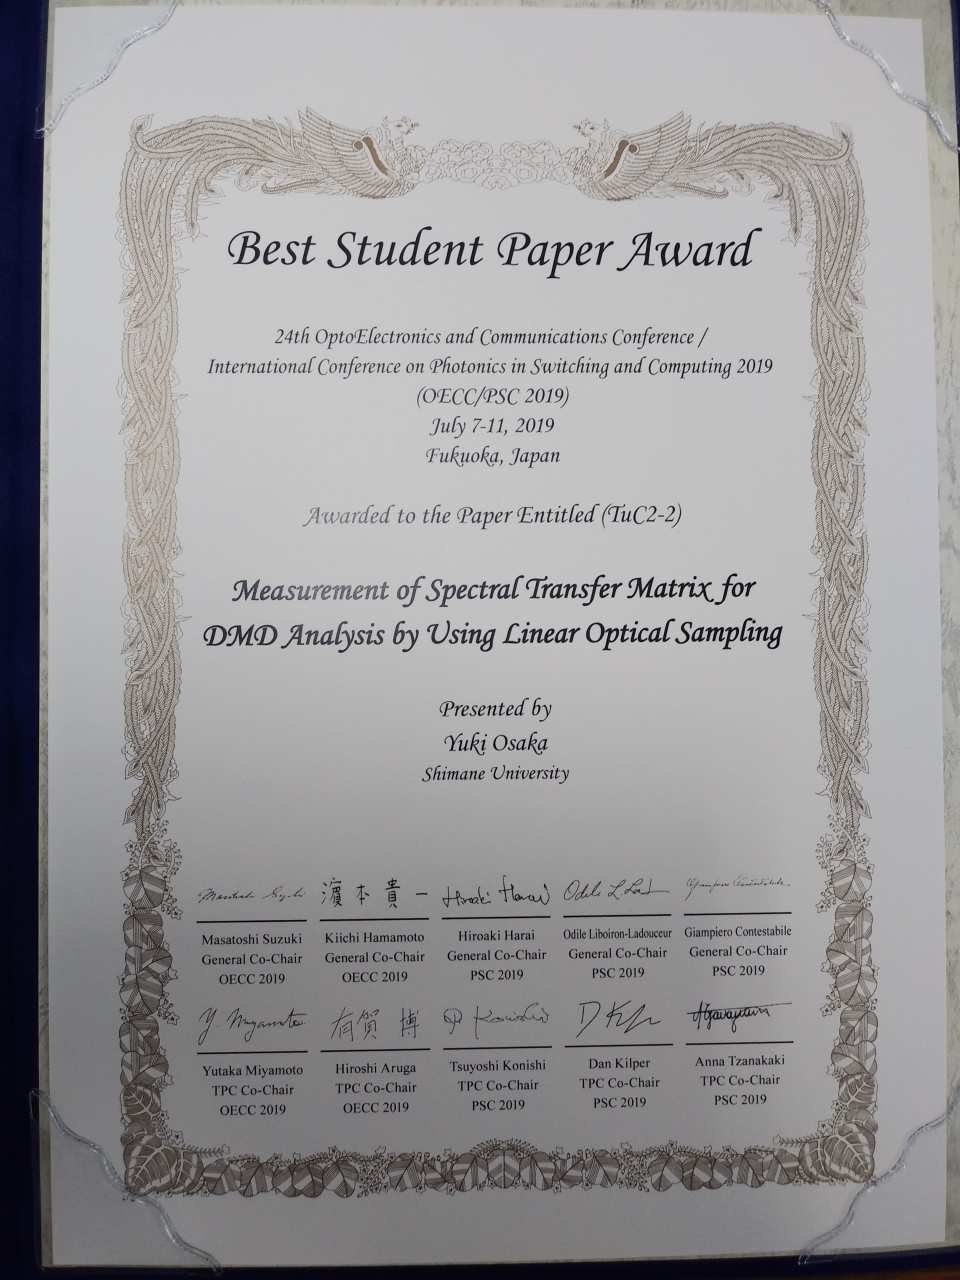 Best Student Paper Award
24th OptoElectronics and Communications Conference /
International Conference on Photonics in Switching and Computing 2019
(OECC/PSC 2019)
July 7-11, 2019
Fukuoka, Japan
Awarded to the Paper Entitled (TuC2-2)
Measurement of Spectral Transfer Matrix for
DMD Analysis by Using Linear Optical Sampling
Presented by
Yuki Osaka
Shimane University
濵本貴一 Hiroaki Harai
Masatoshi Suzuki Kiichi Hamamoto Hiroaki Harai Odile Liboiron-Ladouceur Giampiero Contestabile
General Co-Chair General Co-Chair General Co-Chair General Co-Chair General Co-Chair
OECC 2019 OECC 2019 PSC 2019 PSC 2019 PSC 2019
Y. Miyamoto 有賀 博
Yutaka Miyamoto Hiroshi Aruga Tsuyoshi Konishi Dan Kilper Anna Tzanakaki
TPC Co-Chair TPC Co-Chair TPC Co-Chair TPC Co-Chair TPC Co-Chair
OECC 2019 OECC 2019 PSC 2019 PSC 2019 PSC 2019